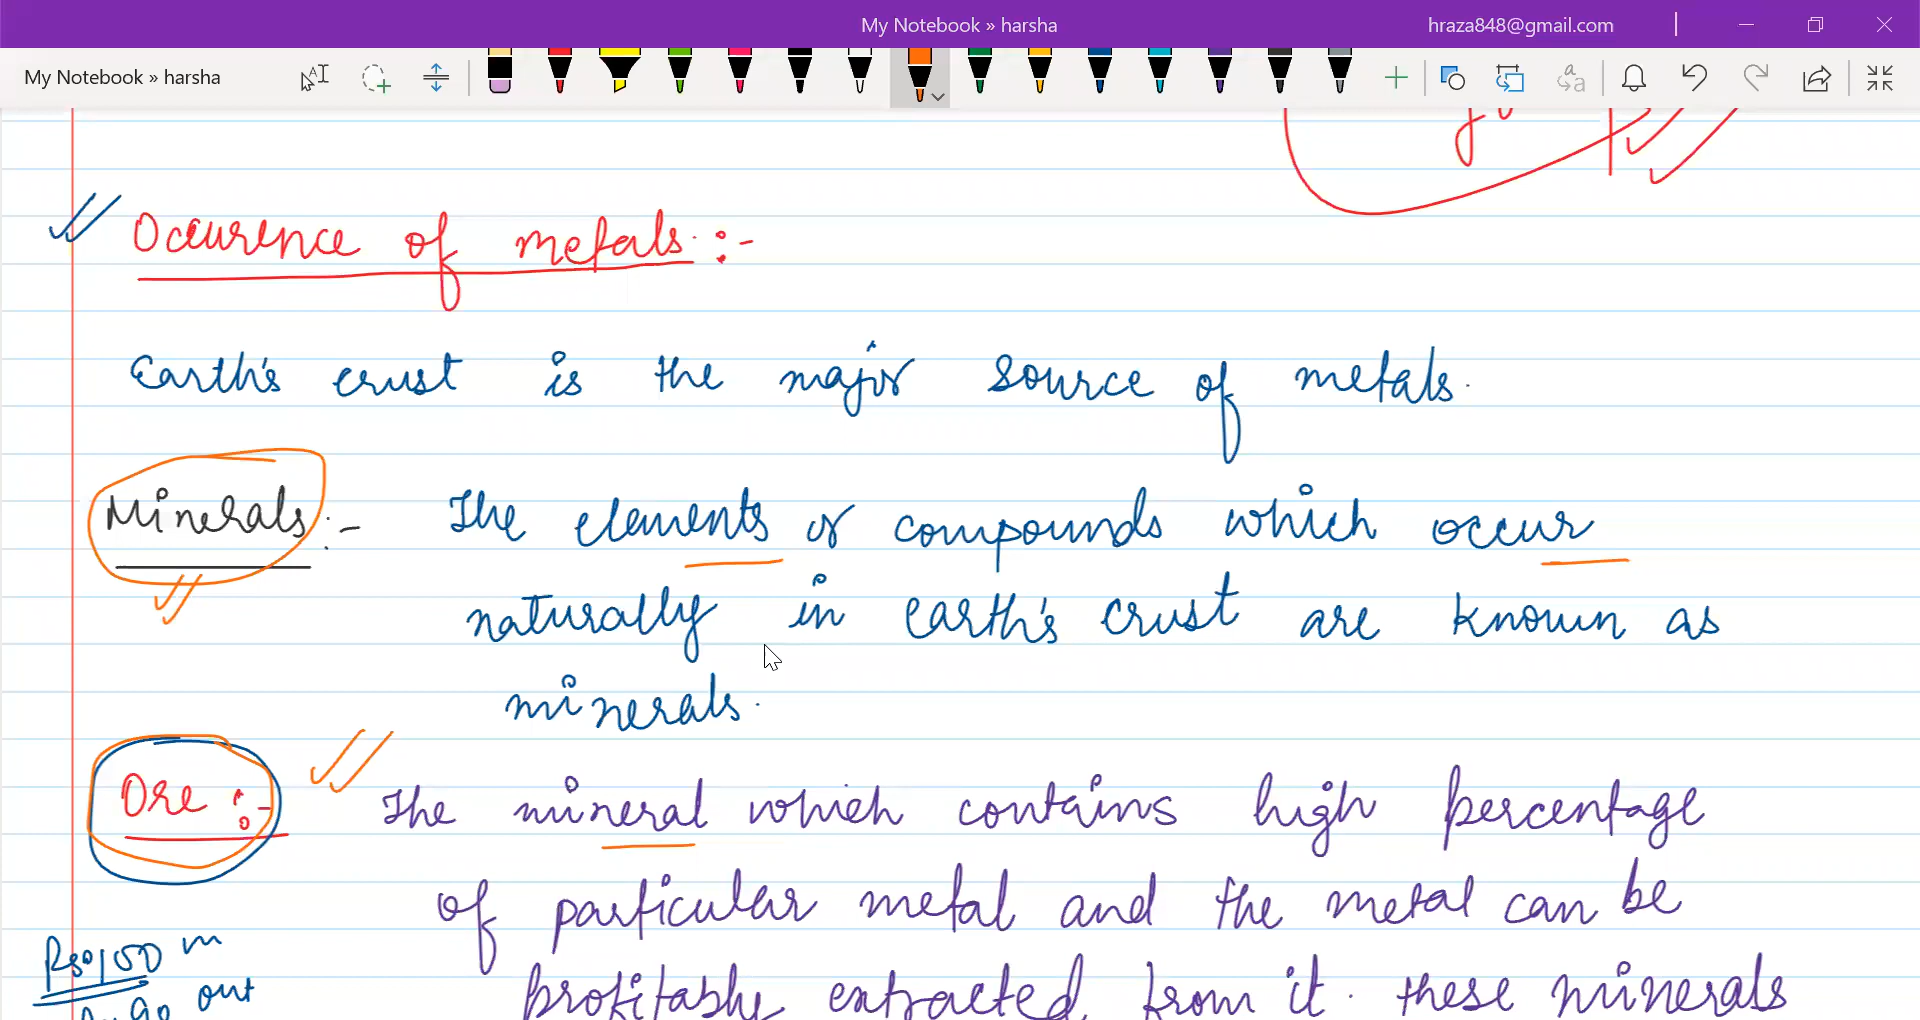 My Notebook » harsha
hraza848@gmail.com
My Notebook » harsha
Occurence of metals :-
Earth's crust is the major source of metals.
Minerals :- The elements or compounds which occur
naturally in earth's crust are known as
minerals.
Ore :- The mineral which contains high percentage
of particular metal and the metal can be
profitably extracted from it. These minerals
Rs. 150 in
out